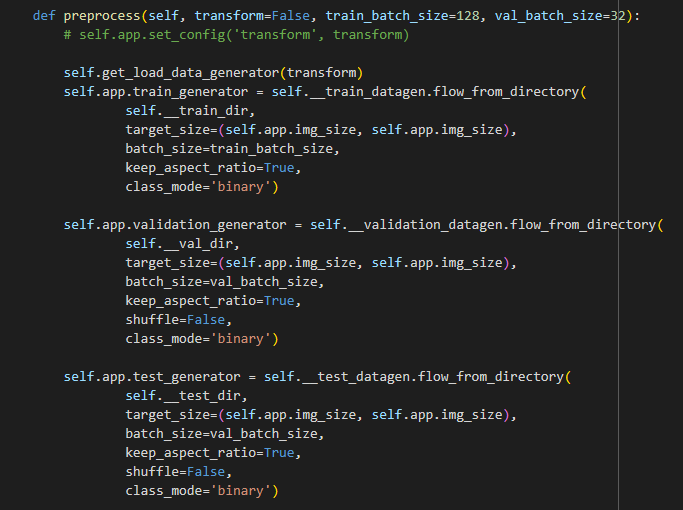 def preprocess(self, transform=False, train_batch_size=128, val_batch_size=32):
# self.app.set_config('transform', transform)
self.get_load_data_generator(transform)
self.app.train_generator = self.__train_datagen.flow_from_directory(
self.__train_dir,
target_size=(self.app.img_size, self.app.img_size),
batch_size=train_batch_size,
keep_aspect_ratio=True,
class_mode='binary')
self.app.validation_generator = self.__validation_datagen.flow_from_directory(
self.__val_dir,
target_size=(self.app.img_size, self.app.img_size),
batch_size=val_batch_size,
keep_aspect_ratio=True,
shuffle=False,
class_mode='binary')
self.app.test_generator = self.__test_datagen.flow_from_directory(
self.__test_dir,
target_size=(self.app.img_size, self.app.img_size),
batch_size=val_batch_size,
keep_aspect_ratio=True,
shuffle=False,
class_mode='binary')